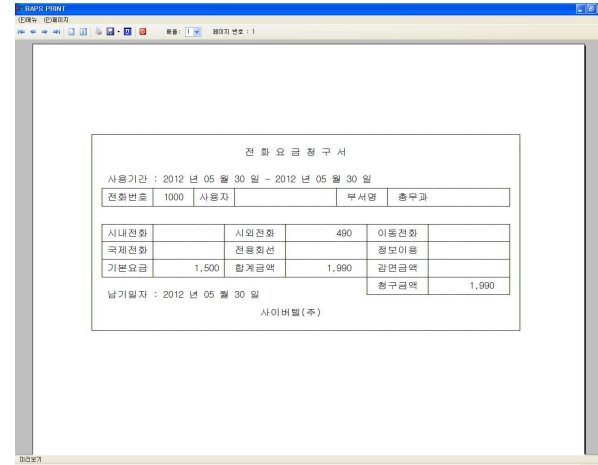 BAPS PRINT
(F)메뉴 (P)페이지
배율: 1 페이지 번호 : 1
전 화 요 금 청 구 서
사용기간 : 2012 년 05 월 30 일 - 2012 년 05 월 30 일
전화번호 1000 사용자 부서명 총무과
시내전화 시외전화 490 이동전화
국제전화 전용회선 정보이용
기본요금 1,500 합계금액 1,990 감면금액
청구금액 1,990
납기일자 : 2012 년 05 월 30 일
사이버텔(주)
미리보기